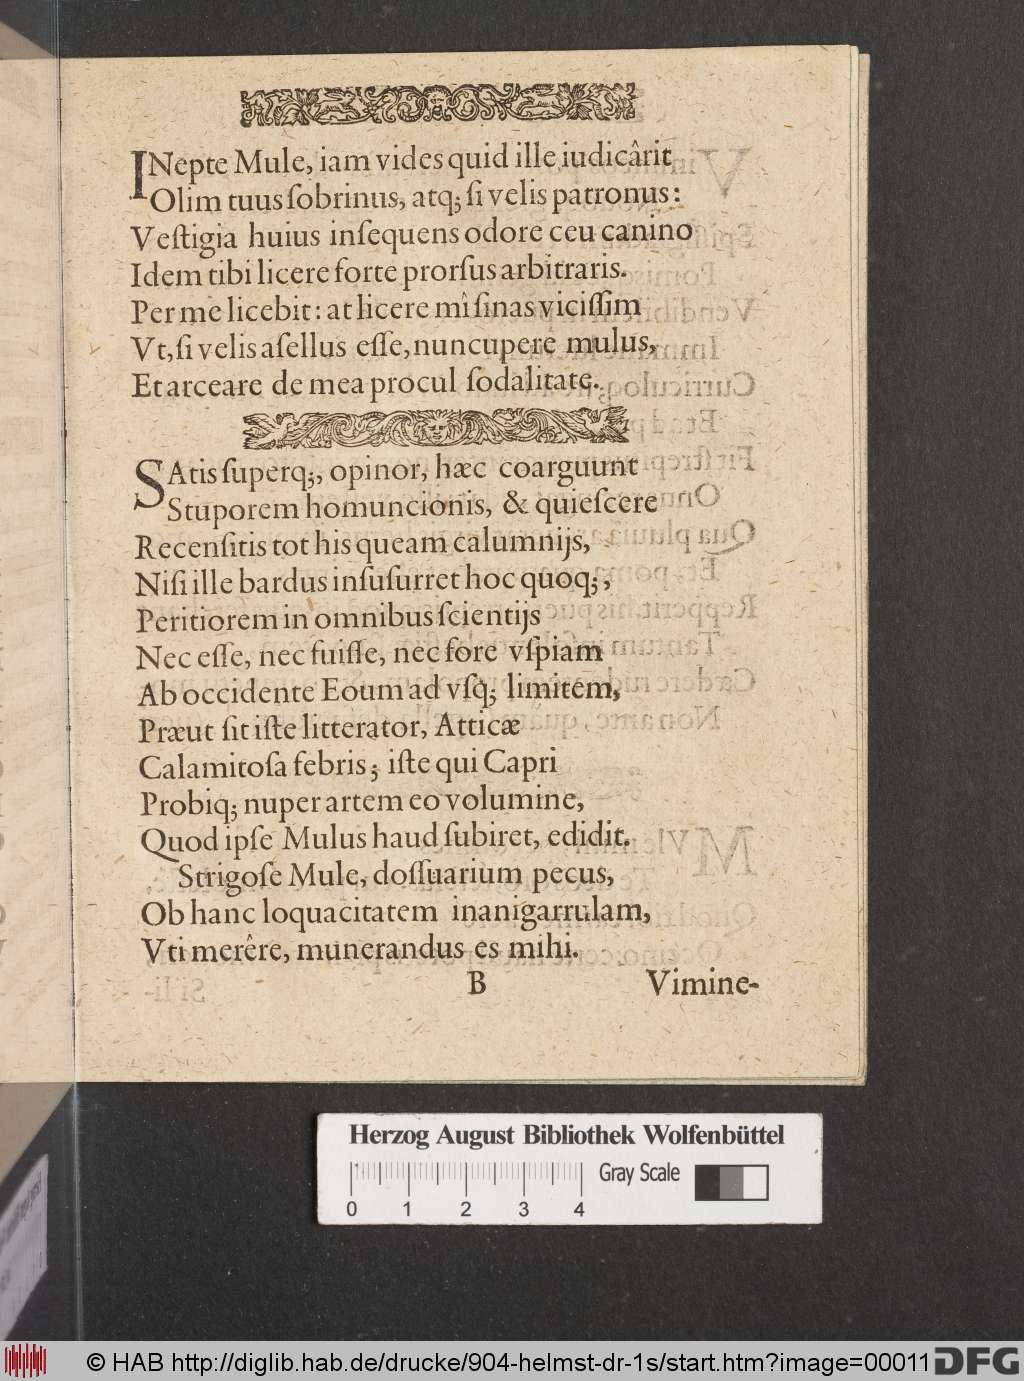 INepte Mule, iam vides quid ille iudicârit
Olim tuus ſobrinus, atq; ſi velis patronus:
Veſtigia huius inſequens odore ceu canino
Idem tibi licere forte prorſus arbitraris.
Per me licebit: at licere mî ſinas viciſſim
Vt, ſi velis aſellus eſſe, nuncupere mulus,
Et arceare de mea procul ſodalitate.
SAtis ſuperq;, opinor, hæc coarguunt
Stuporem homuncionis, & quieſcere
Recenſitis tot his queam calumnijs,
Niſi ille bardus inſuſurret hoc quoq;,
Peritiorem in omnibus ſcientijs
Nec eſſe, nec fuiſſe, nec fore vſpiam
Ab occidente Eoum ad vſq; limitem,
Præut ſit iſte litterator, Atticæ
Calamitoſa febris; iſte qui Capri
Probiq; nuper artem eo volumine,
Quod ipſe Mulus haud ſubiret, edidit.
Strigoſe Mule, doſſuarium pecus,
Ob hanc loquacitatem inanigarrulam,
Vti merêre, munerandus es mihi.
B Vimine-
Herzog August Bibliothek Wolfenbüttel
Gray Scale
0 1 2 3 4
© HAB http://diglib.hab.de/drucke/904-helmst-dr-1s/start.htm?image=00011
DFG